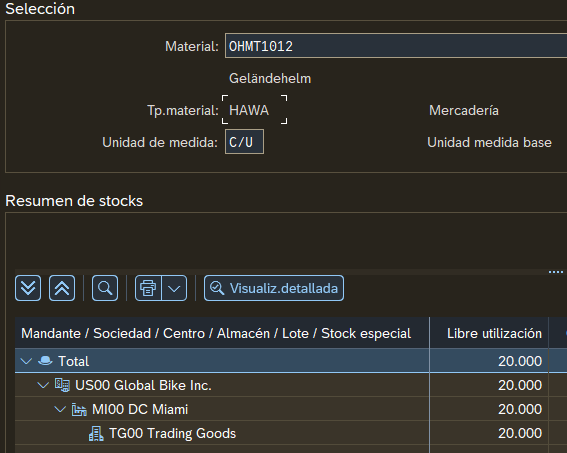 Selección
Material: OHMT1012
Geländehelm
Tp.material: HAWA Mercadería
Unidad de medida: C/U Unidad medida base
Resumen de stocks
Visualiz.detallada
Mandante / Sociedad / Centro / Almacén / Lote / Stock especial Libre utilización
Total 20.000
US00 Global Bike Inc. 20.000
MI00 DC Miami 20.000
TG00 Trading Goods 20.000